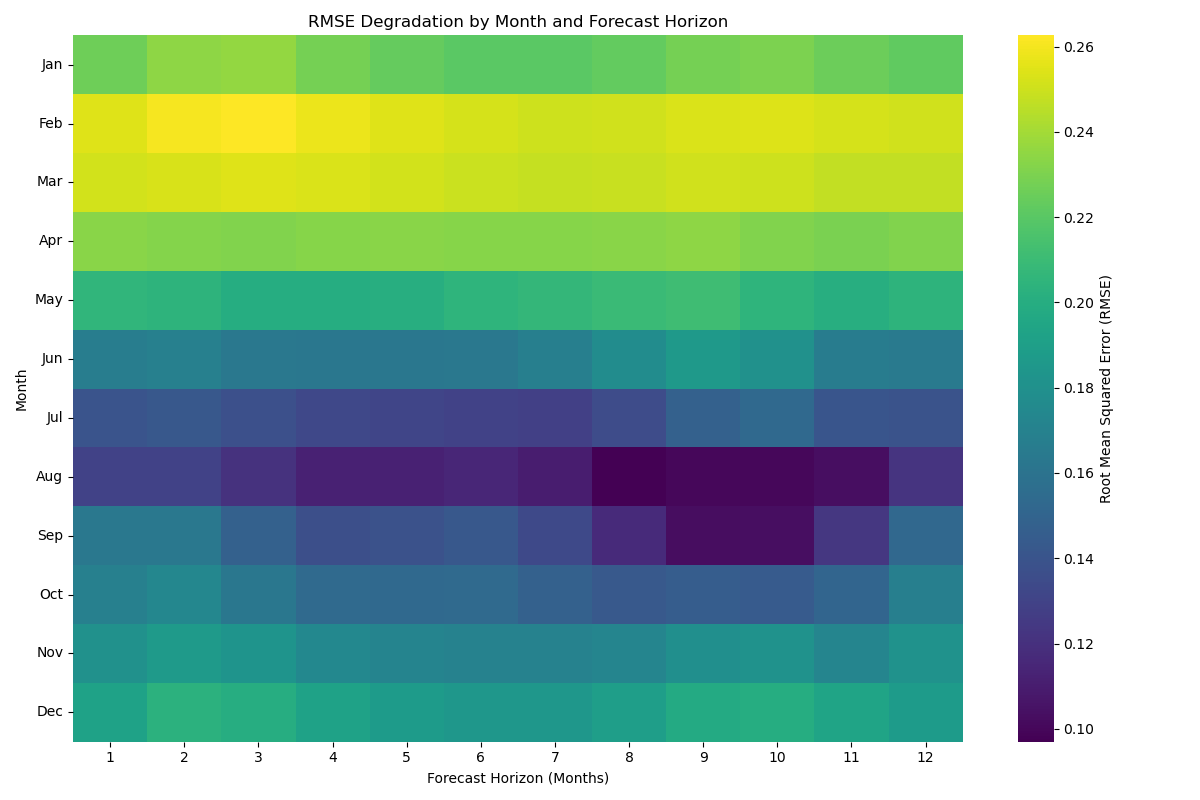 RMSE Degradation by Month and Forecast Horizon
Jan
Feb
Mar
Apr
May
Jun
Jul
Aug
Sep
Oct
Nov
Dec
Month
1 2 3 4 5 6 7 8 9 10 11 12
Forecast Horizon (Months)
0.26
0.24
0.22
0.20
0.18
0.16
0.14
0.12
0.10
Root Mean Squared Error (RMSE)